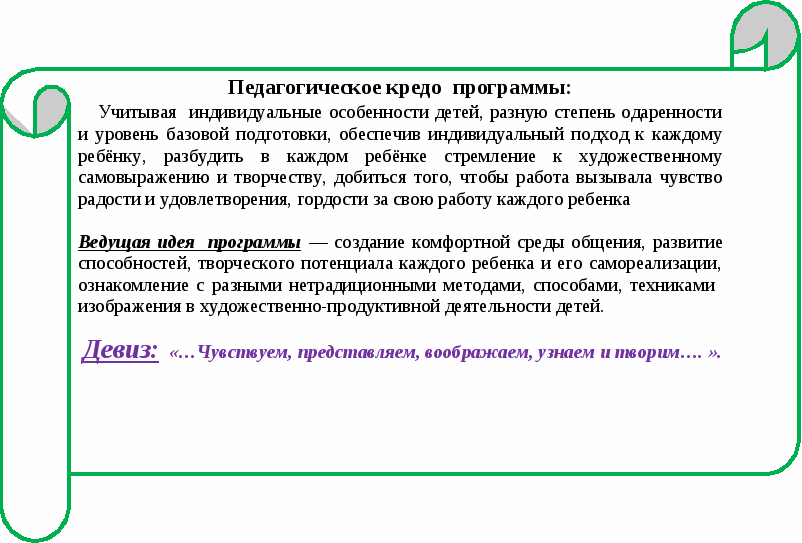 Педагогическое кредо программы:
Учитывая индивидуальные особенности детей, разную степень одаренности
и уровень базовой подготовки, обеспечив индивидуальный подход к каждому
ребёнку, разбудить в каждом ребёнке стремление к художественному
самовыражению и творчеству, добиться того, чтобы работа вызывала чувство
радости и удовлетворения, гордости за свою работу каждого ребенка
Ведущая идея программы — создание комфортной среды общения, развитие
способностей, творческого потенциала каждого ребенка и его самореализации,
ознакомление с разными нетрадиционными методами, способами, техниками
изображения в художественно-продуктивной деятельности детей.
Девиз: «…Чувствуем, представляем, воображаем, узнаем и творим…. ».